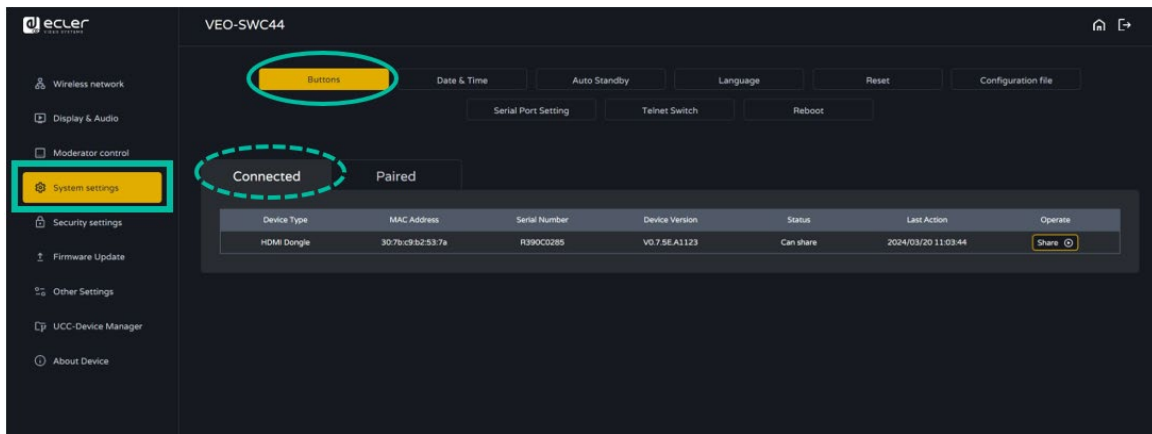 ecler
VIDEO SYSTEMS
VEO-SWC44
Wireless network
Display & Audio
Moderator control
System settings
Security settings
Firmware Update
Other Settings
UCC-Device Manager
About Device
Buttons Date & Time Auto Standby Language Reset Configuration file
Serial Port Setting Telnet Switch Reboot
Connected Paired
Device Type MAC Address Serial Number Device Version Status Last Action Operate
HDMI Dongle 30:7b:c9:b2:53:7a R390C0285 V0.7.5E.A1123 Can share 2024/03/20 11:03:44 Share